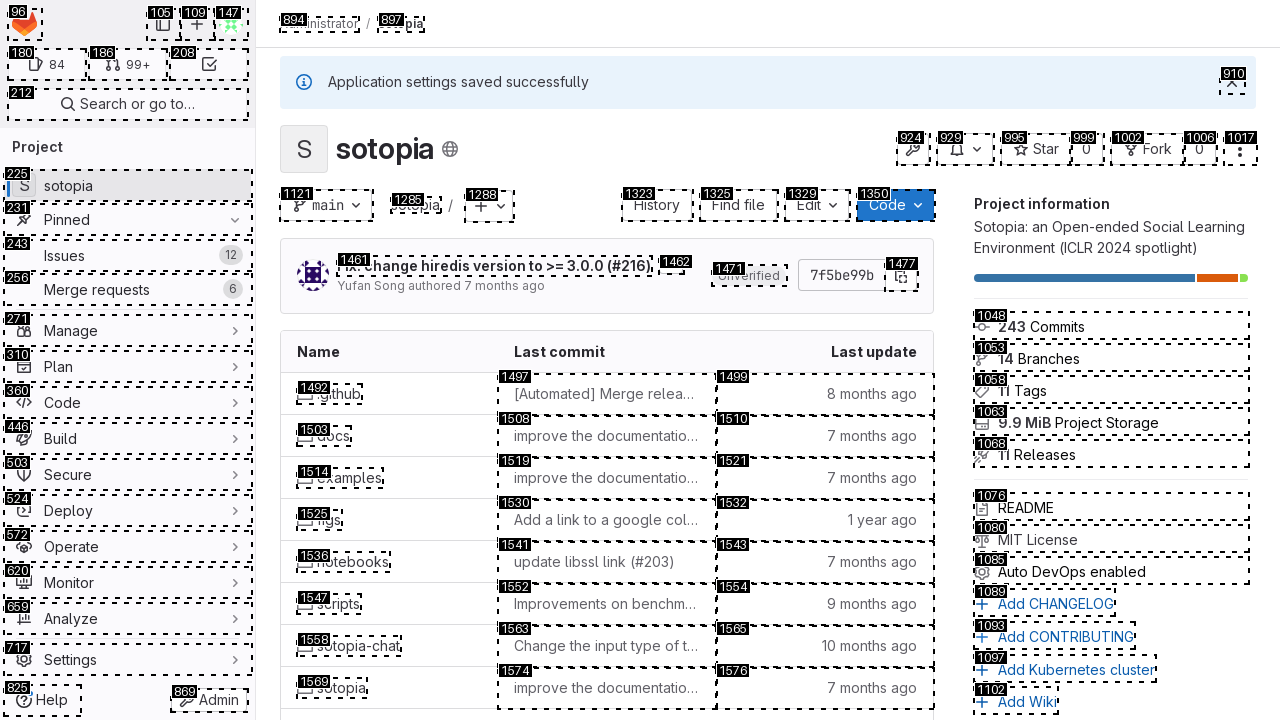 96
105
109
147
180
84
186
99+
208
212
Search or go to…
Project
225
S
sotopia
231
Pinned
243
Issues
12
256
Merge requests
6
271
Manage
310
Plan
360
Code
446
Build
503
Secure
524
Deploy
572
Operate
620
Monitor
659
Analyze
717
Settings
825
Help
869
Admin
894
Administrator
/
897
sotopia
Application settings saved successfully
910
S
sotopia
924
929
995
Star
999
0
1002
Fork
1006
0
1017
1121
main
1285
sotopia /
1288
1323
History
1325
Find file
1329
Edit
1350
Code
1461
fix: change hiredis version to >= 3.0.0 (#216)
1462
Yufan Song authored 7 months ago
1471
Unverified
7f5be99b
1477
Name
Last commit
Last update
1492
.github
1497
[Automated] Merge relea…
1499
8 months ago
1503
docs
1508
improve the documentatio…
1510
7 months ago
1514
examples
1519
improve the documentatio…
1521
7 months ago
1525
figs
1530
Add a link to a google col…
1532
1 year ago
1536
notebooks
1541
update libssl link (#203)
1543
7 months ago
1547
scripts
1552
Improvements on benchm…
1554
9 months ago
1558
sotopia-chat
1563
Change the input type of t…
1565
10 months ago
1569
sotopia
1574
improve the documentatio…
1576
7 months ago
Project information
Sotopia: an Open-ended Social Learning
Environment (ICLR 2024 spotlight)
1048
243 Commits
1053
14 Branches
1058
11 Tags
1063
9.9 MiB Project Storage
1068
11 Releases
1076
README
1080
MIT License
1085
Auto DevOps enabled
1089
Add CHANGELOG
1093
Add CONTRIBUTING
1097
Add Kubernetes cluster
1102
Add Wiki